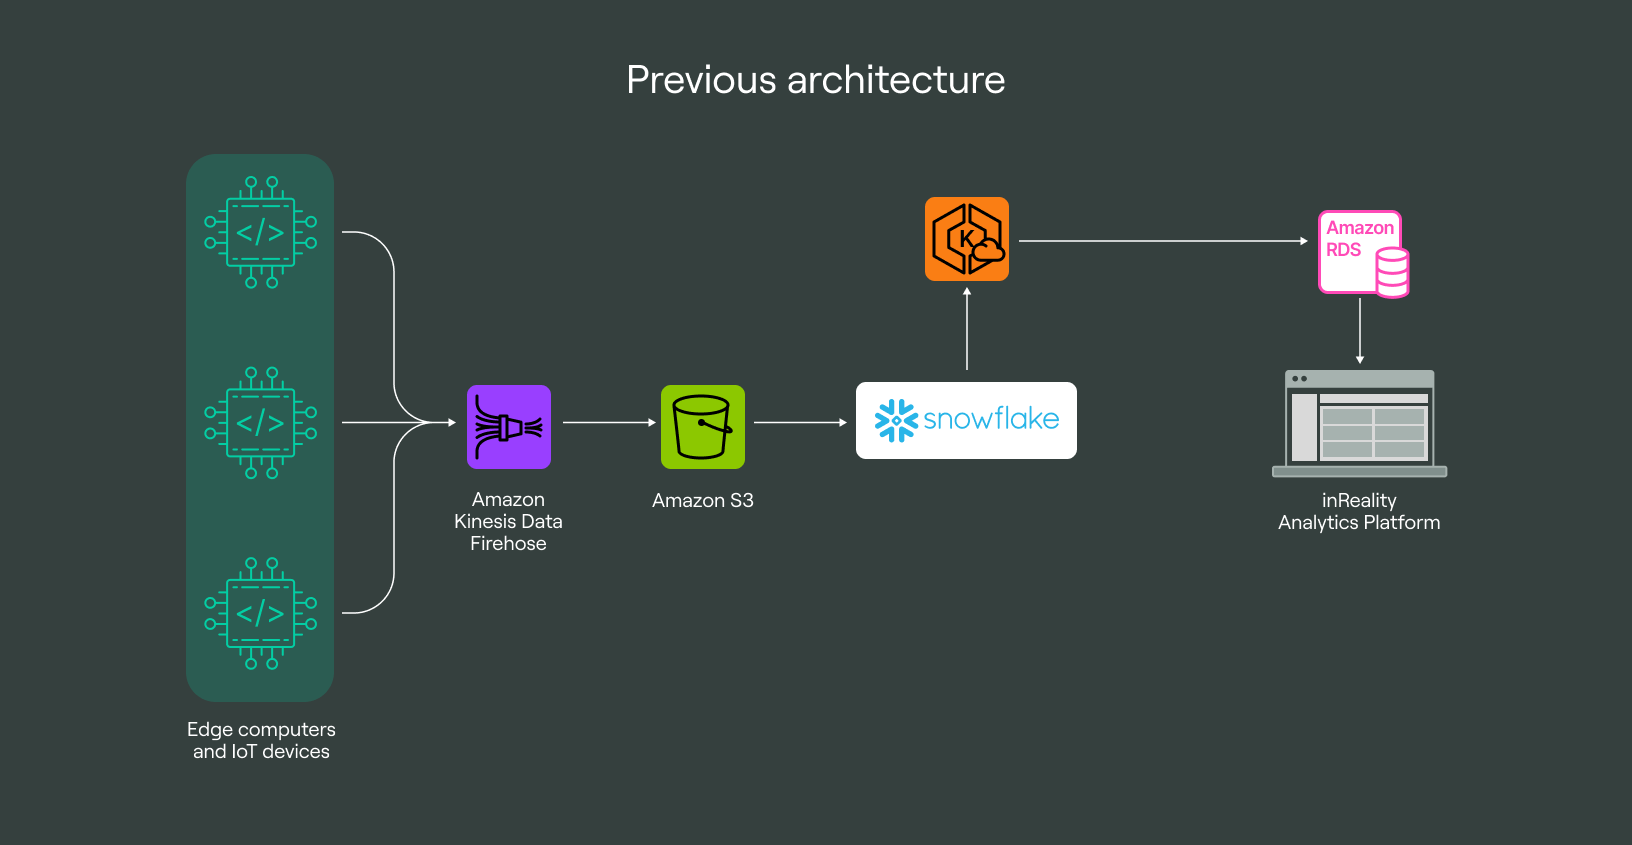 Previous architecture
</>
</>
</>
Edge computers
and IoT devices
Amazon
Kinesis Data
Firehose
Amazon S3
snowflake
K
Amazon
RDS
inReality
Analytics Platform